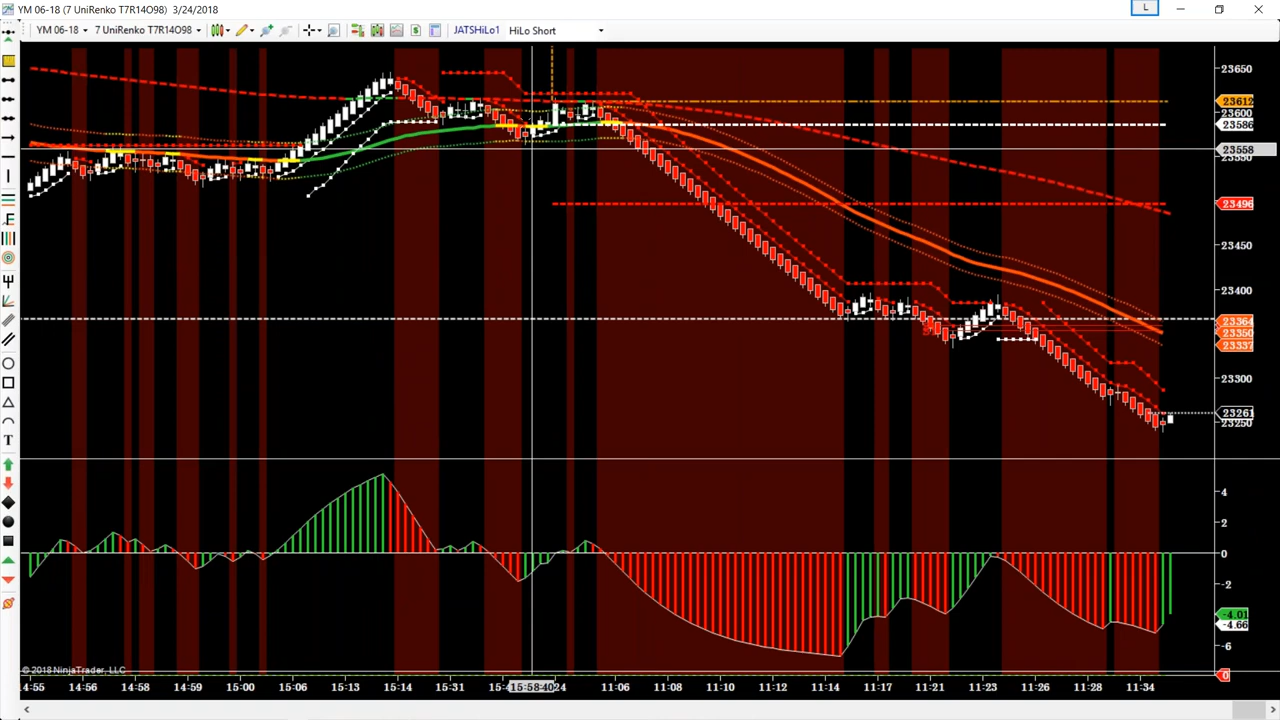 YM 06-18 (7 UniRenko T7R14O98) 3/24/2018
L
YM 06-18
7 UniRenko T7R14O98
JATSHiLo1
HiLo Short
23650
23612
23600
23586
23558
23550
23496
23450
23400
23364
23350
23337
23300
23261
23250
F
T
4
2
0
-2
-4.01
-4.66
-6
0
© 2018 NinjaTrader, LLC
14:55 14:56 14:58 14:59 15:00 15:06 15:13 15:14 15:31 15:58:40 11:06 11:08 11:10 11:12 11:14 11:17 11:21 11:23 11:26 11:28 11:34